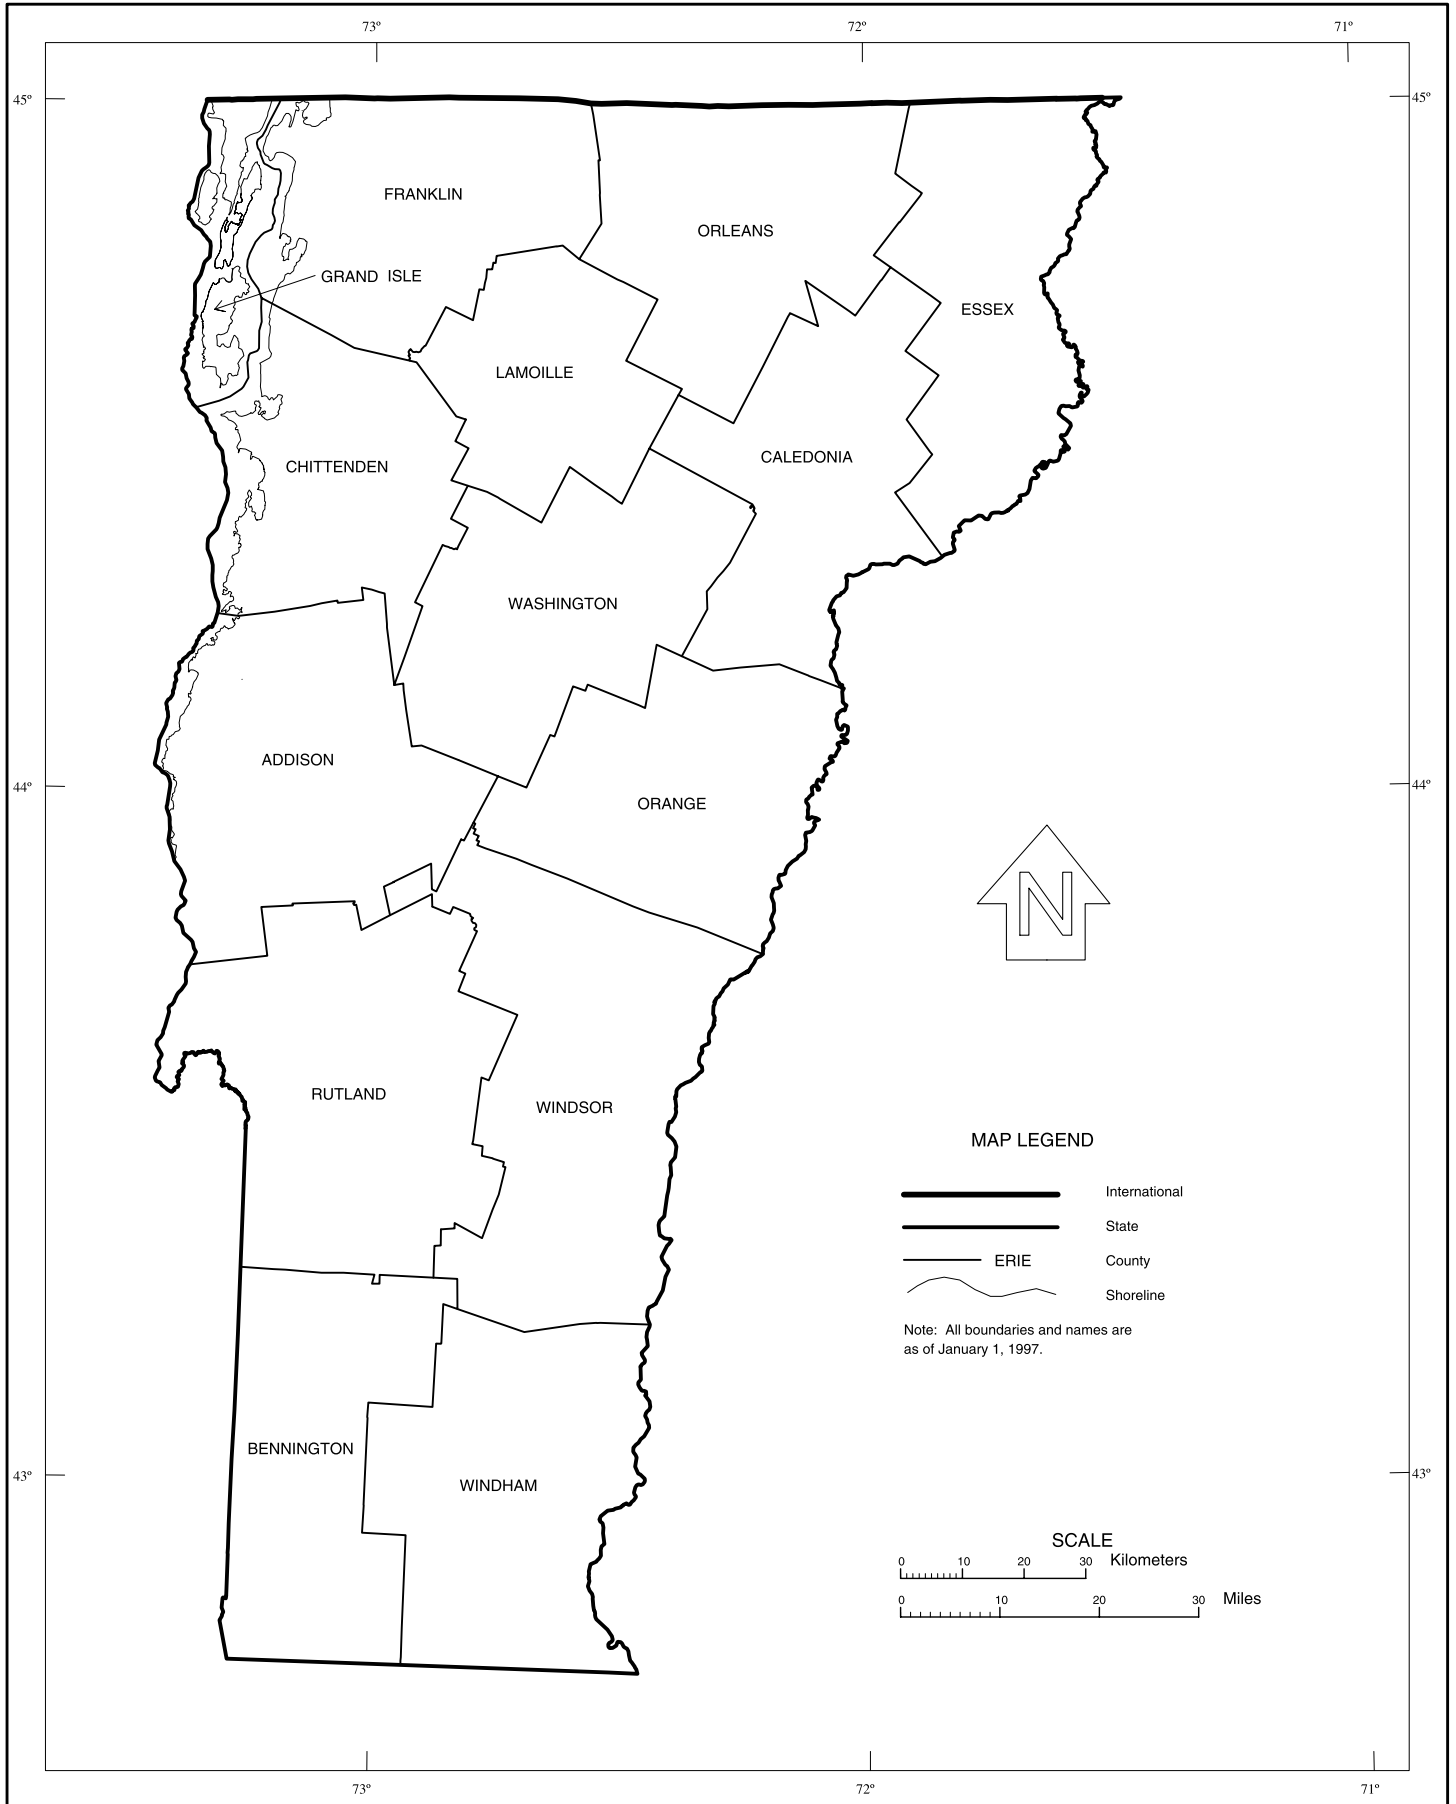 73º 72º 71º
45º 45º
FRANKLIN
ORLEANS
GRAND ISLE
ESSEX
LAMOILLE
CALEDONIA
CHITTENDEN
WASHINGTON
ADDISON
44º 44º
ORANGE
N
RUTLAND
WINDSOR
MAP LEGEND
International
State
ERIE County
Shoreline
Note: All boundaries and names are
as of January 1, 1997.
BENNINGTON
43º 43º
WINDHAM
SCALE
0 10 20 30 Kilometers
0 10 20 30 Miles
73º 72º 71º